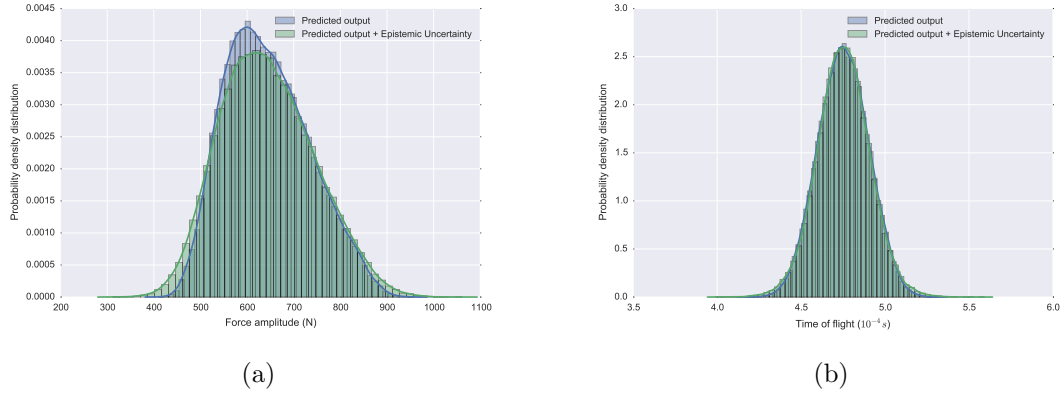 0.0045
0.0040
0.0035
0.0030
0.0025
0.0020
0.0015
0.0010
0.0005
0.0000
Probability density distribution
Predicted output
Predicted output + Epistemic Uncertainty
200 300 400 500 600 700 800 900 1000 1100
Force amplitude (N)
(a)
3.0
2.5
2.0
1.5
1.0
0.5
0.0
Probability density distribution
Predicted output
Predicted output + Epistemic Uncertainty
3.5 4.0 4.5 5.0 5.5 6.0
Time of flight (10⁻⁴ s)
(b)